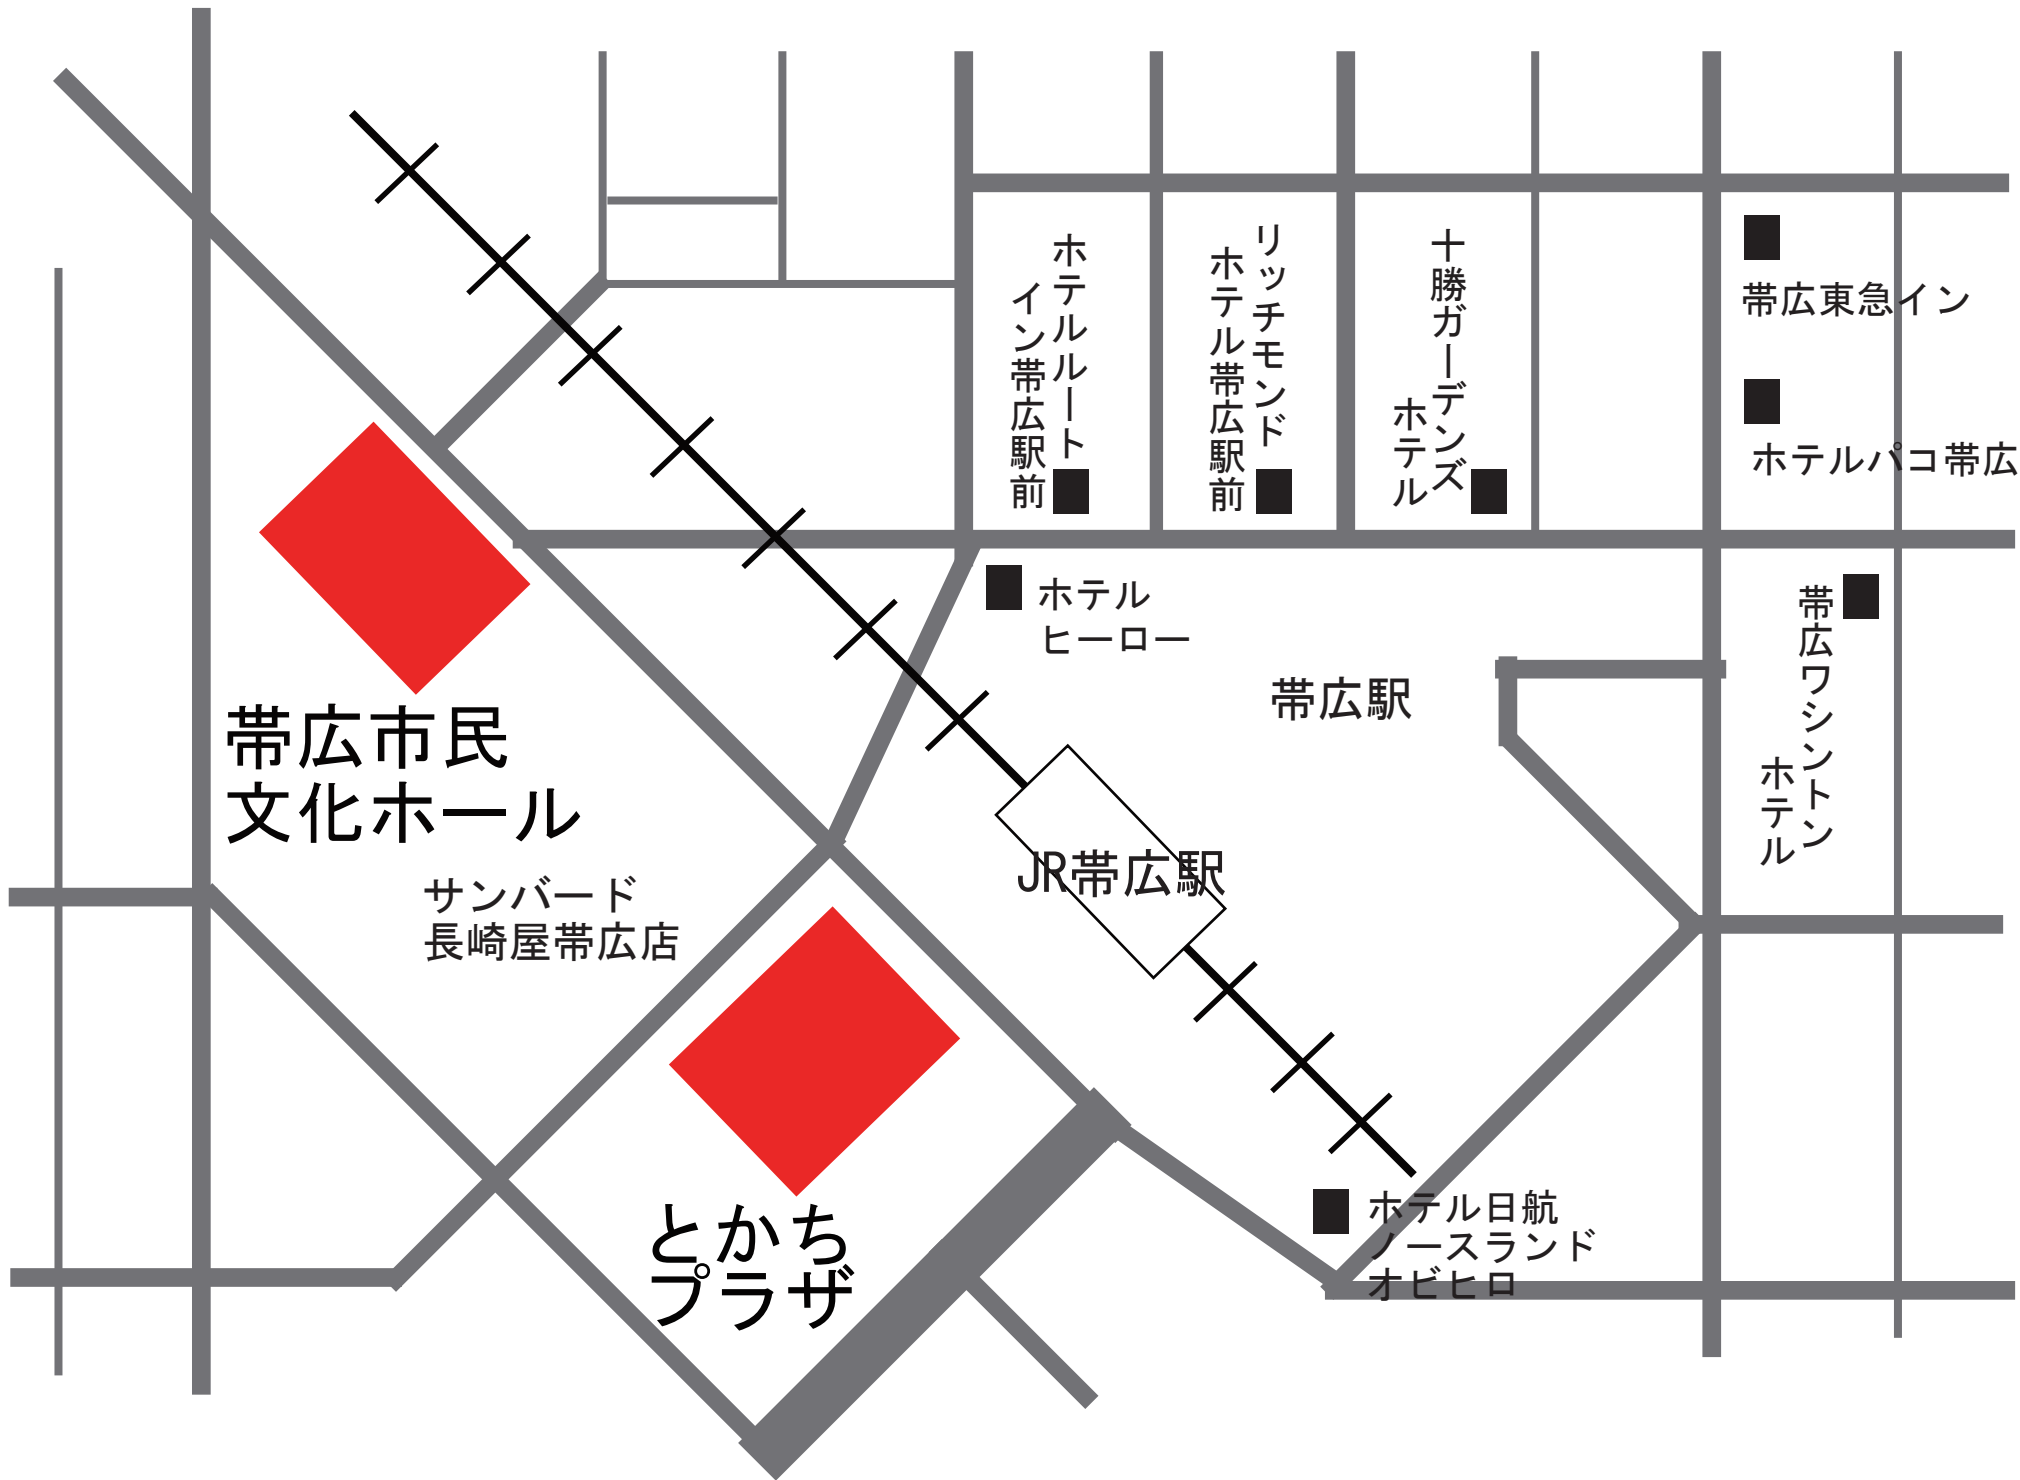 ホテルルート
イン帯広駅前
リッチモンド
ホテル帯広駅前
十勝ガーデンズ
ホテル
帯広東急イン
ホテルパコ帯広
ホテル
ヒーロー
帯広駅
帯広ワシントン
ホテル
帯広市民
文化ホール
サンバード
長崎屋帯広店
JR帯広駅
とかち
プラザ
ホテル日航
ノースランド
オビヒロ